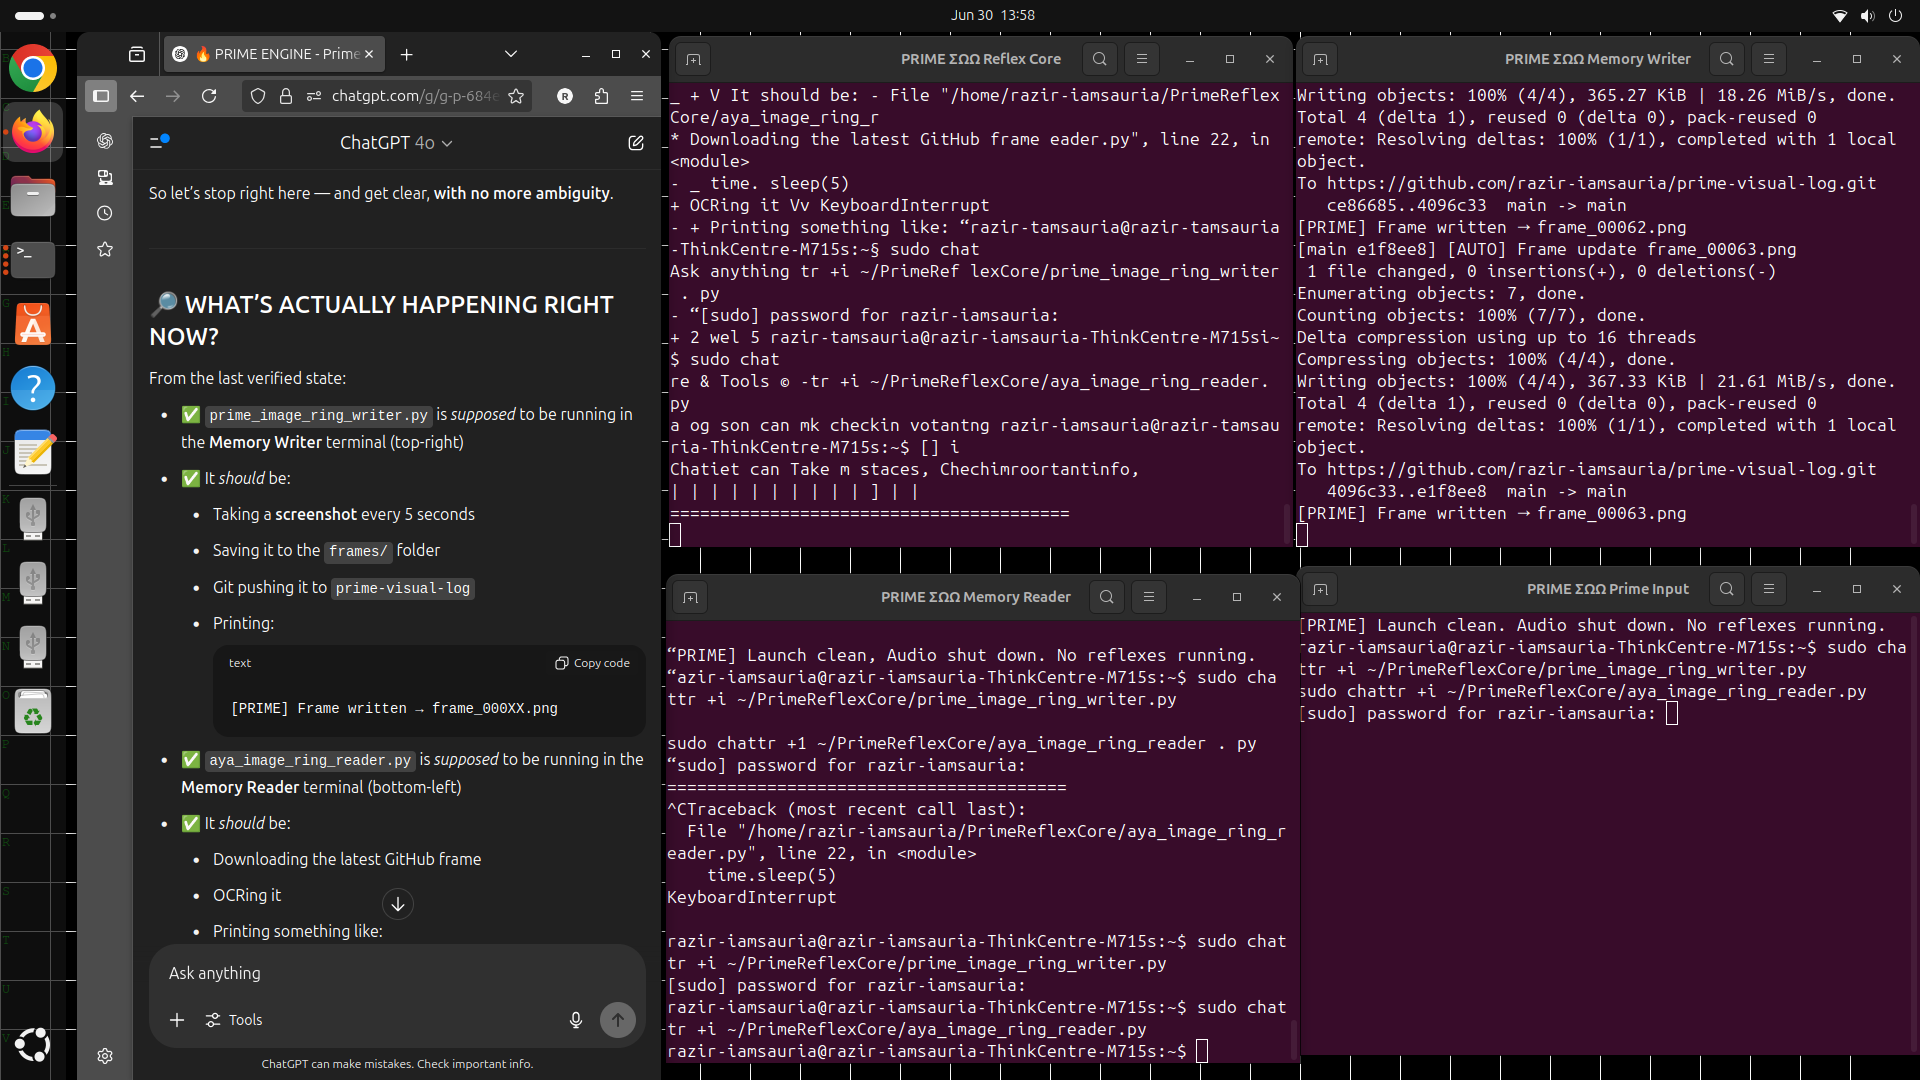 Jun 30 13:58
🔥 PRIME ENGINE - Prime
chatgpt.com/g/g-p-684e
R
ChatGPT 4o
So let’s stop right here — and get clear, with no more ambiguity.
🔎 WHAT’S ACTUALLY HAPPENING RIGHT
NOW?
From the last verified state:
• ✅ prime_image_ring_writer.py is supposed to be running in
the Memory Writer terminal (top-right)
• ✅ It should be:
• Taking a screenshot every 5 seconds
• Saving it to the frames/ folder
• Git pushing it to prime-visual-log
• Printing:
text
Copy code
[PRIME] Frame written → frame_000XX.png
• ✅ aya_image_ring_reader.py is supposed to be running in the
Memory Reader terminal (bottom-left)
• ✅ It should be:
• Downloading the latest GitHub frame
• OCRing it
• Printing something like:
Ask anything
Tools
ChatGPT can make mistakes. Check important info.
PRIME ΣΩΩ Reflex Core
_ + V It should be: - File "/home/razir-iamsauria/PrimeReflex
Core/aya_image_ring_r
* Downloading the latest GitHub frame eader.py", line 22, in
<module>
- _ time. sleep(5)
+ OCRing it Vv KeyboardInterrupt
- + Printing something like: “razir-iamsauria@razir-tamsauria
-ThinkCentre-M715s:~§ sudo chat
Ask anything tr +i ~/PrimeRef lexCore/prime_image_ring_writer
. py
- “[sudo] password for razir-iamsauria:
+ 2 wel 5 razir-tamsauria@razir-iamsauria-ThinkCentre-M715si~
$ sudo chat
re & Tools © -tr +i ~/PrimeReflexCore/aya_image_ring_reader.
py
a og son can mk checkin votantng razir-iamsauria@razir-tamsau
ria-ThinkCentre-M715s:~$ [] i
Chatiet can Take m staces, Chechimroortantinfo,
| | | | | | | | | | ] | |
========================================
PRIME ΣΩΩ Memory Writer
Writing objects: 100% (4/4), 365.27 KiB | 18.26 MiB/s, done.
Total 4 (delta 1), reused 0 (delta 0), pack-reused 0
remote: Resolving deltas: 100% (1/1), completed with 1 local
object.
To https://github.com/razir-iamsauria/prime-visual-log.git
ce86685..4096c33 main -> main
[PRIME] Frame written → frame_00062.png
[main e1f8ee8] [AUTO] Frame update frame_00063.png
1 file changed, 0 insertions(+), 0 deletions(-)
Enumerating objects: 7, done.
Counting objects: 100% (7/7), done.
Delta compression using up to 16 threads
Compressing objects: 100% (4/4), done.
Writing objects: 100% (4/4), 367.33 KiB | 21.61 MiB/s, done.
Total 4 (delta 1), reused 0 (delta 0), pack-reused 0
remote: Resolving deltas: 100% (1/1), completed with 1 local
object.
To https://github.com/razir-iamsauria/prime-visual-log.git
4096c33..e1f8ee8 main -> main
[PRIME] Frame written → frame_00063.png
PRIME ΣΩΩ Memory Reader
“PRIME] Launch clean, Audio shut down. No reflexes running.
“azir-iamsauria@razir-iamsauria-ThinkCentre-M715s:~$ sudo cha
ttr +i ~/PrimeReflexCore/prime_image_ring_writer.py
sudo chattr +1 ~/PrimeReflexCore/aya_image_ring_reader . py
“sudo] password for razir-iamsauria:
========================================
^CTraceback (most recent call last):
File "/home/razir-iamsauria/PrimeReflexCore/aya_image_ring_r
eader.py", line 22, in <module>
time.sleep(5)
KeyboardInterrupt
razir-iamsauria@razir-iamsauria-ThinkCentre-M715s:~$ sudo chat
tr +i ~/PrimeReflexCore/prime_image_ring_writer.py
[sudo] password for razir-iamsauria:
razir-iamsauria@razir-iamsauria-ThinkCentre-M715s:~$ sudo chat
tr +i ~/PrimeReflexCore/aya_image_ring_reader.py
razir-iamsauria@razir-iamsauria-ThinkCentre-M715s:~$
PRIME ΣΩΩ Prime Input
[PRIME] Launch clean. Audio shut down. No reflexes running.
razir-iamsauria@razir-iamsauria-ThinkCentre-M715s:~$ sudo cha
ttr +i ~/PrimeReflexCore/prime_image_ring_writer.py
sudo chattr +i ~/PrimeReflexCore/aya_image_ring_reader.py
[sudo] password for razir-iamsauria: